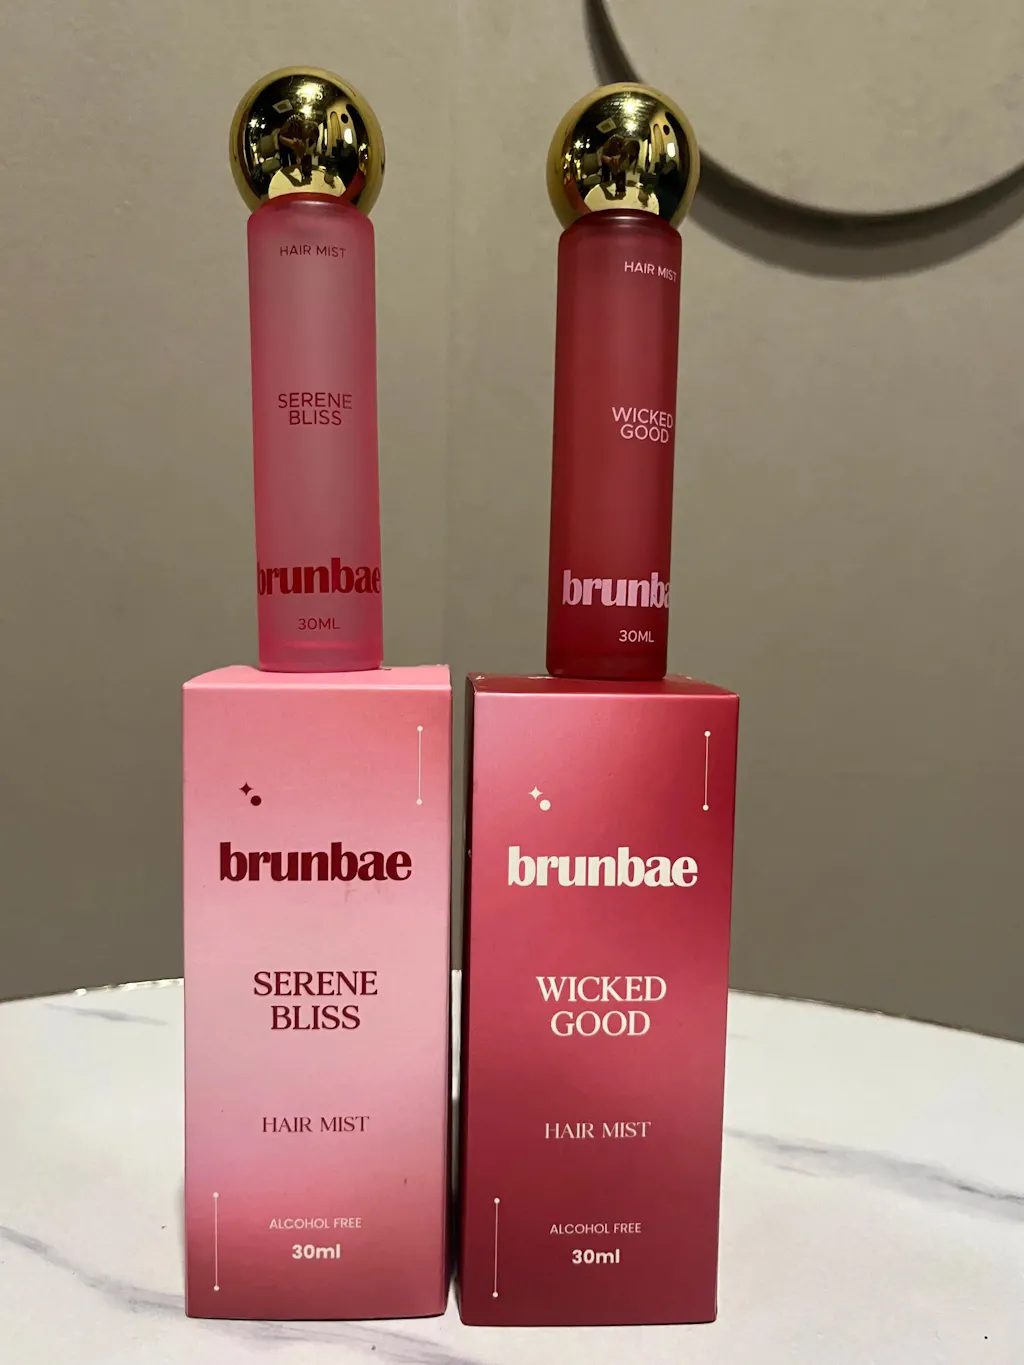 HAIR MIST
SERENE
BLISS
brunbae
30ML
HAIR MIST
WICKED
GOOD
brunba
30ML
brunbae
SERENE
BLISS
HAIR MIST
ALCOHOL FREE
30ml
brunbae
WICKED
GOOD
HAIR MIST
ALCOHOL FREE
30ml